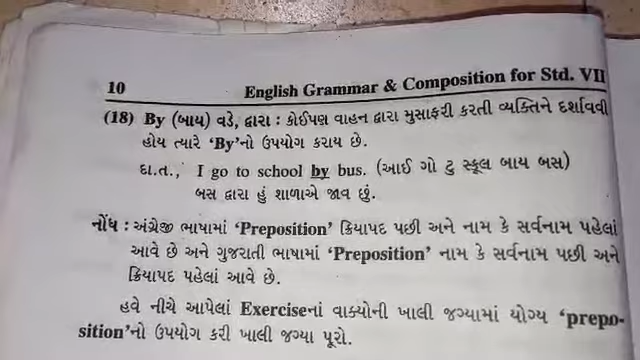 10 English Grammar & Composition for Std. VII
(18) By (બાય) વડે, દ્વારા : કોઈપણ વાહન દ્વારા મુસાફરી કરતી વ્યક્તિને દર્શાવવી
હોય ત્યારે ‘By’નો ઉપયોગ કરાય છે.
દા.ત., I go to school by bus. (આઈ ગો ટુ સ્કૂલ બાય બસ)
બસ દ્વારા હું શાળાએ જાવ છું.
નોંધ : અંગ્રેજી ભાષામાં ‘Preposition’ ક્રિયાપદ પછી અને નામ કે સર્વનામ પહેલાં
આવે છે અને ગુજરાતી ભાષામાં ‘Preposition’ નામ કે સર્વનામ પછી અને
ક્રિયાપદ પહેલાં આવે છે.
હવે નીચે આપેલાં Exerciseનાં વાક્યોની ખાલી જગ્યામાં યોગ્ય ‘prepo-
sition’નો ઉપયોગ કરી ખાલી જગ્યા પૂરો.